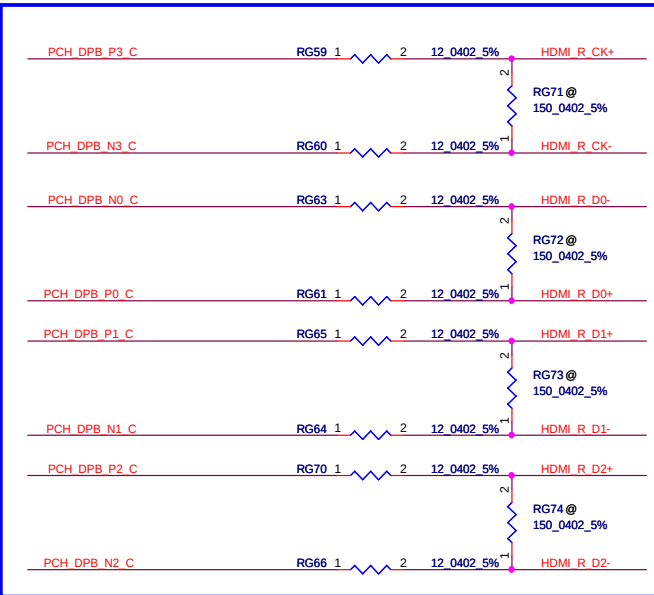 PCH_DPB_P3_C RG59 1 2 12_0402_5% HDMI_R_CK+
2
RG71 @
150_0402_5%
1
PCH_DPB_N3_C RG60 1 2 12_0402_5% HDMI_R_CK-
PCH_DPB_N0_C RG63 1 2 12_0402_5% HDMI_R_D0-
2
RG72 @
150_0402_5%
1
PCH_DPB_P0_C RG61 1 2 12_0402_5% HDMI_R_D0+
PCH_DPB_P1_C RG65 1 2 12_0402_5% HDMI_R_D1+
2
RG73 @
150_0402_5%
1
PCH_DPB_N1_C RG64 1 2 12_0402_5% HDMI_R_D1-
PCH_DPB_P2_C RG70 1 2 12_0402_5% HDMI_R_D2+
2
RG74 @
150_0402_5%
1
PCH_DPB_N2_C RG66 1 2 12_0402_5% HDMI_R_D2-